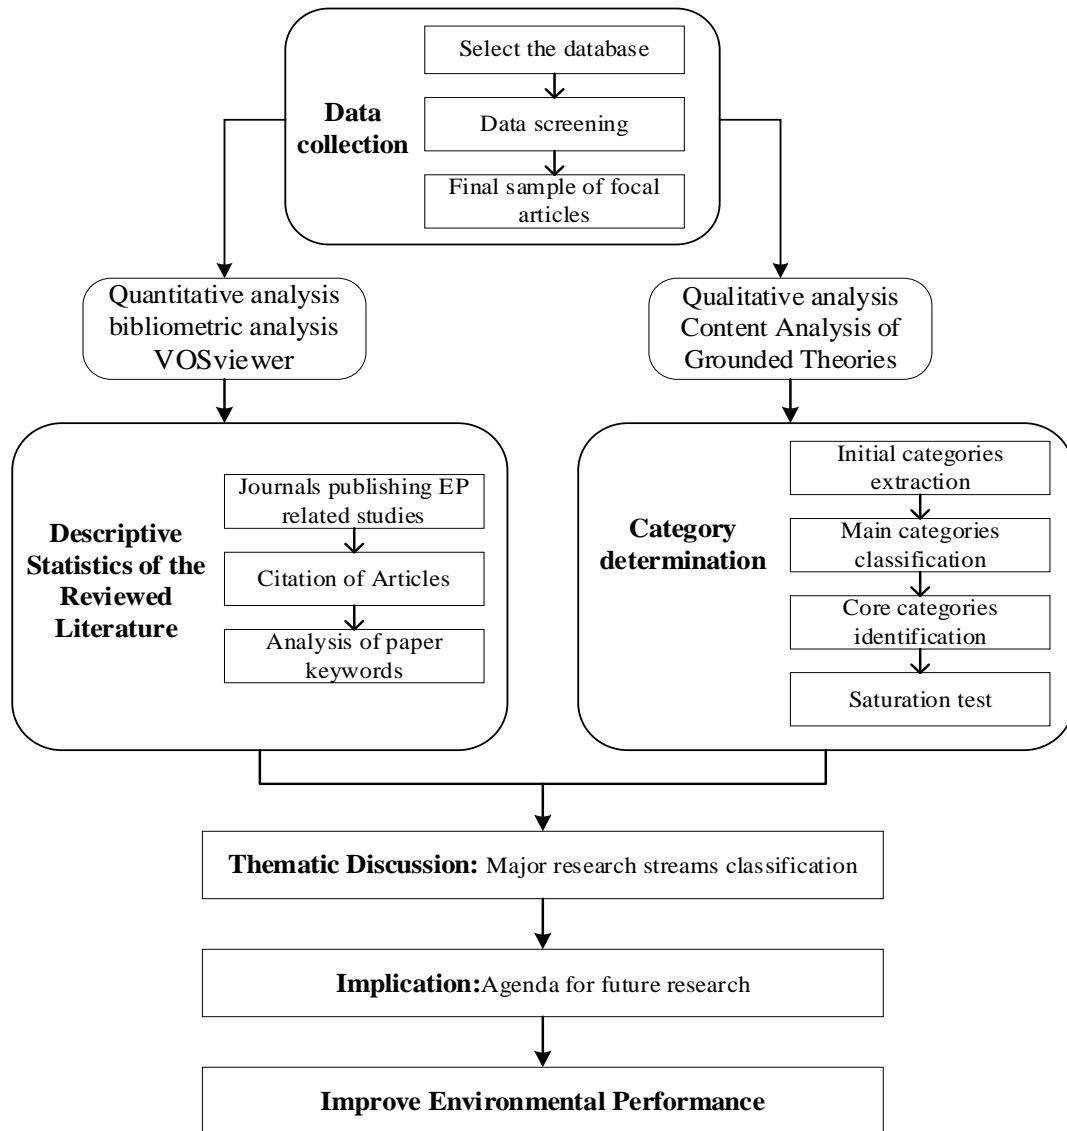 Select the database
Data
collection
Data screening
Final sample of focal
articles
Quantitative analysis
bibliometric analysis
VOSviewer
Qualitative analysis
Content Analysis of
Grounded Theories
Descriptive
Statistics of the
Reviewed
Literature
Journals publishing EP
related studies
Citation of Articles
Analysis of paper
keywords
Category
determination
Initial categories
extraction
Main categories
classification
Core categories
identification
Saturation test
Thematic Discussion: Major research streams classification
Implication:Agenda for future research
Improve Environmental Performance